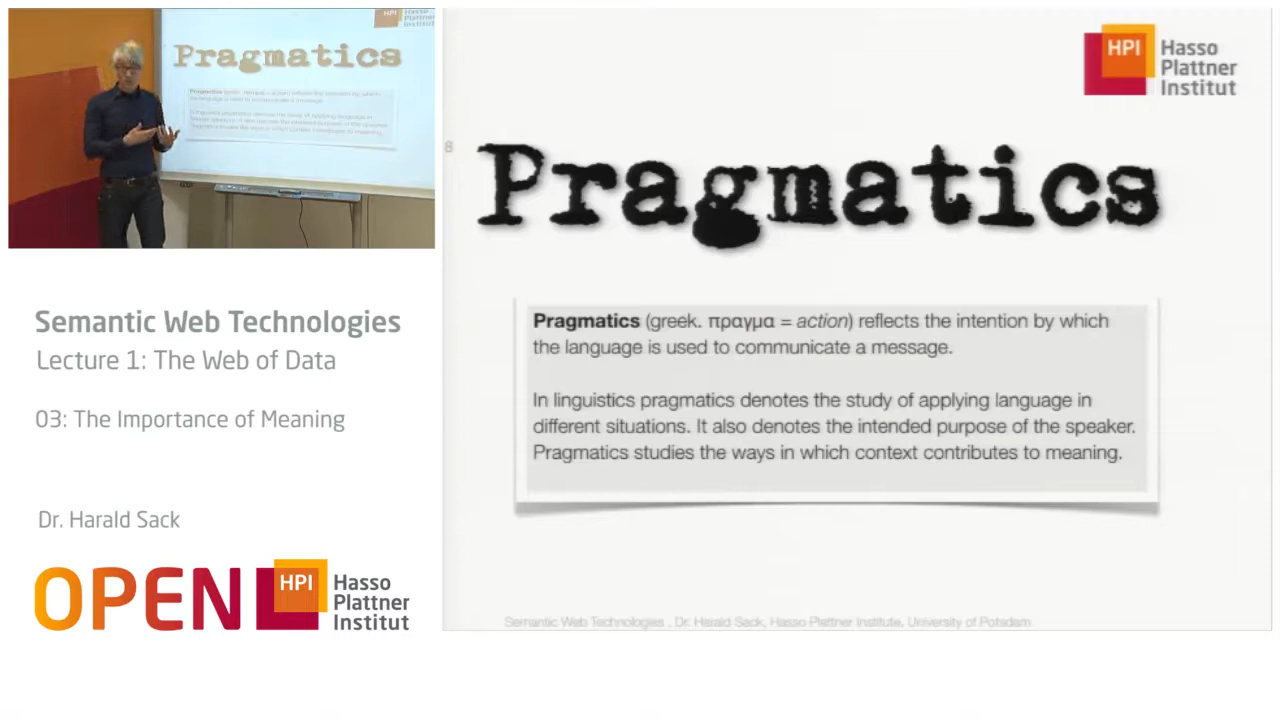 Pragmatics
HPI Hasso
Plattner
Institut
8
Pragmatics
Pragmatics (greek. πραγμα = action) reflects the intention by which
the language is used to communicate a message.
In linguistics pragmatics denotes the study of applying language in
different situations. It also denotes the intended purpose of the speaker.
Pragmatics studies the ways in which context contributes to meaning.
Semantic Web Technologies , Dr. Harald Sack, Hasso Plattner Institute, University of Potsdam
Semantic Web Technologies
Lecture 1: The Web of Data
03: The Importance of Meaning
Dr. Harald Sack
OPEN HPI Hasso
Plattner
Institut